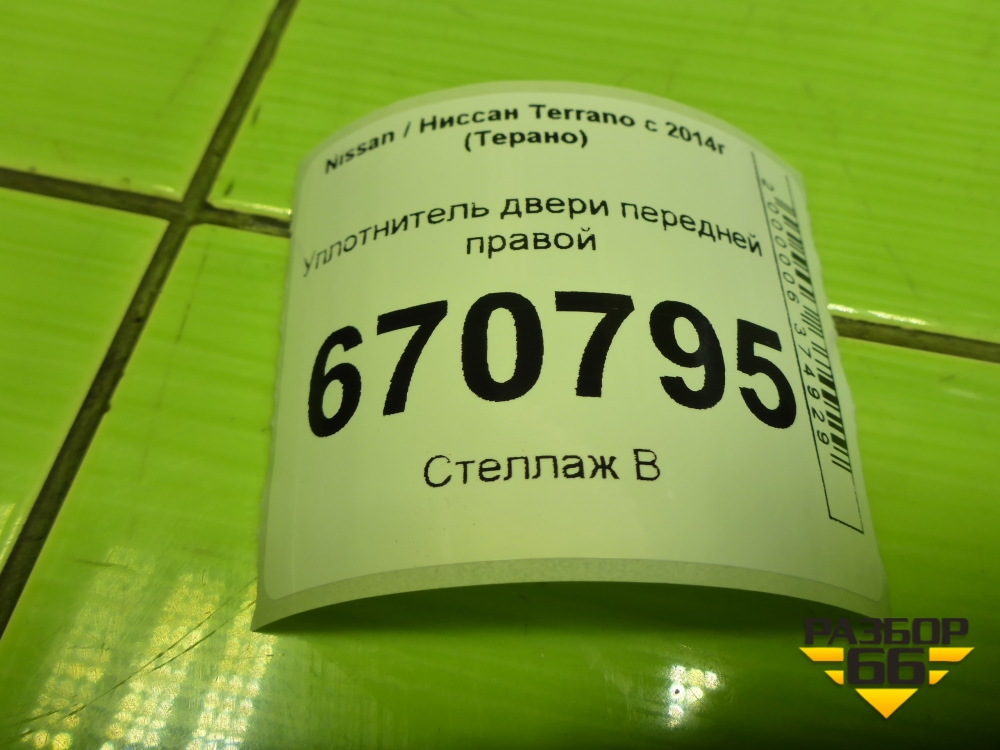 Nissan / Ниссан Terrano с 2014г
(Терано)
Уплотнитель двери передней
правой
670795
Стеллаж В
2000006374929
РАЗБОР
66